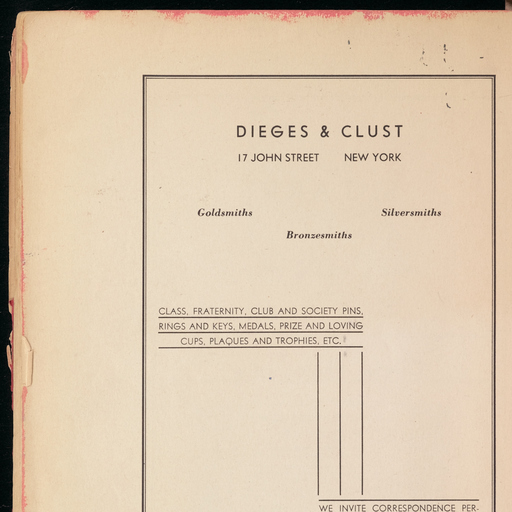 DIEGES & CLUST
17 JOHN STREET NEW YORK
Goldsmiths Silversmiths
Bronzesmiths
CLASS, FRATERNITY, CLUB AND SOCIETY PINS,
RINGS AND KEYS, MEDALS, PRIZE AND LOVING
CUPS, PLAQUES AND TROPHIES, ETC.
WE INVITE CORRESPONDENCE PER-